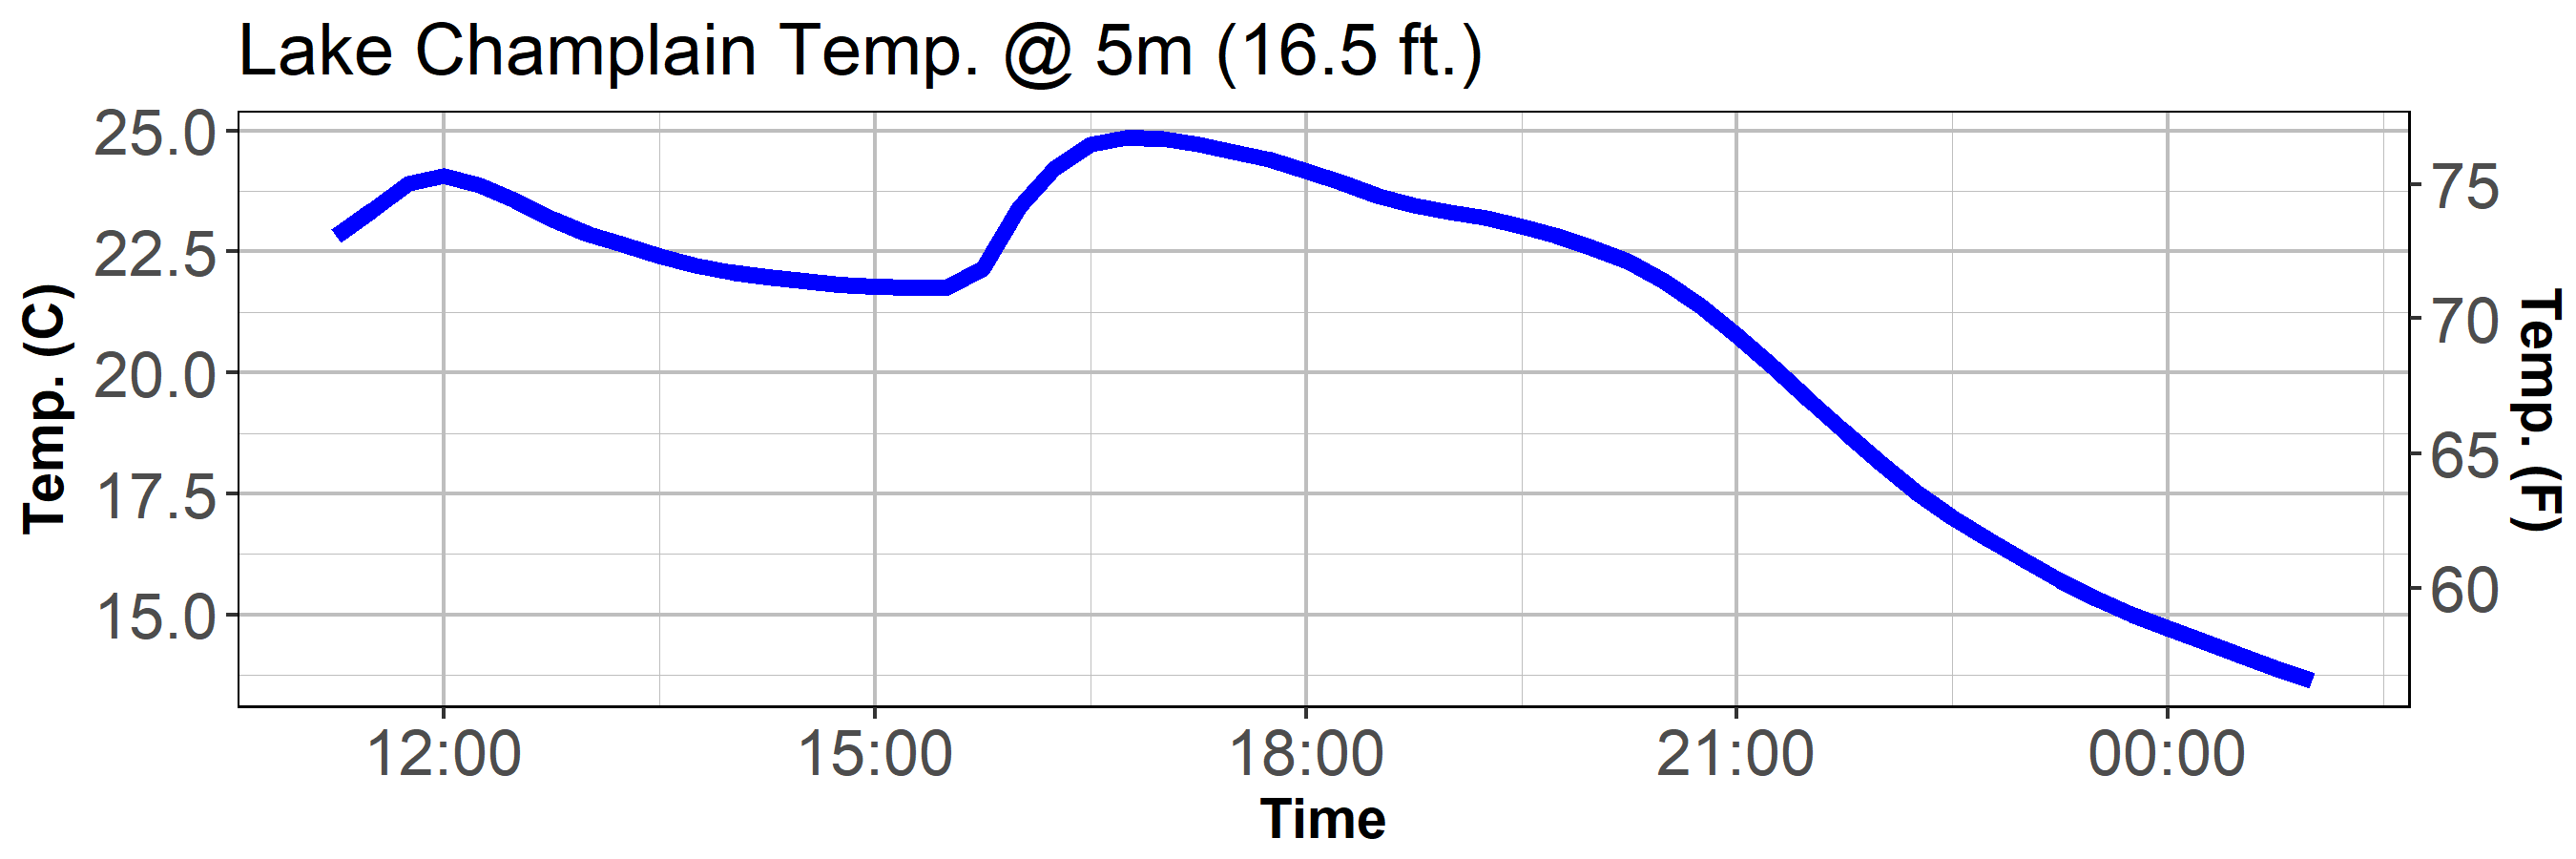 Lake Champlain Temp. @ 5m (16.5 ft.)
Temp. (C)
25.0
22.5
20.0
17.5
15.0
75
70
65
60
Temp. (F)
12:00 15:00 18:00 21:00 00:00
Time